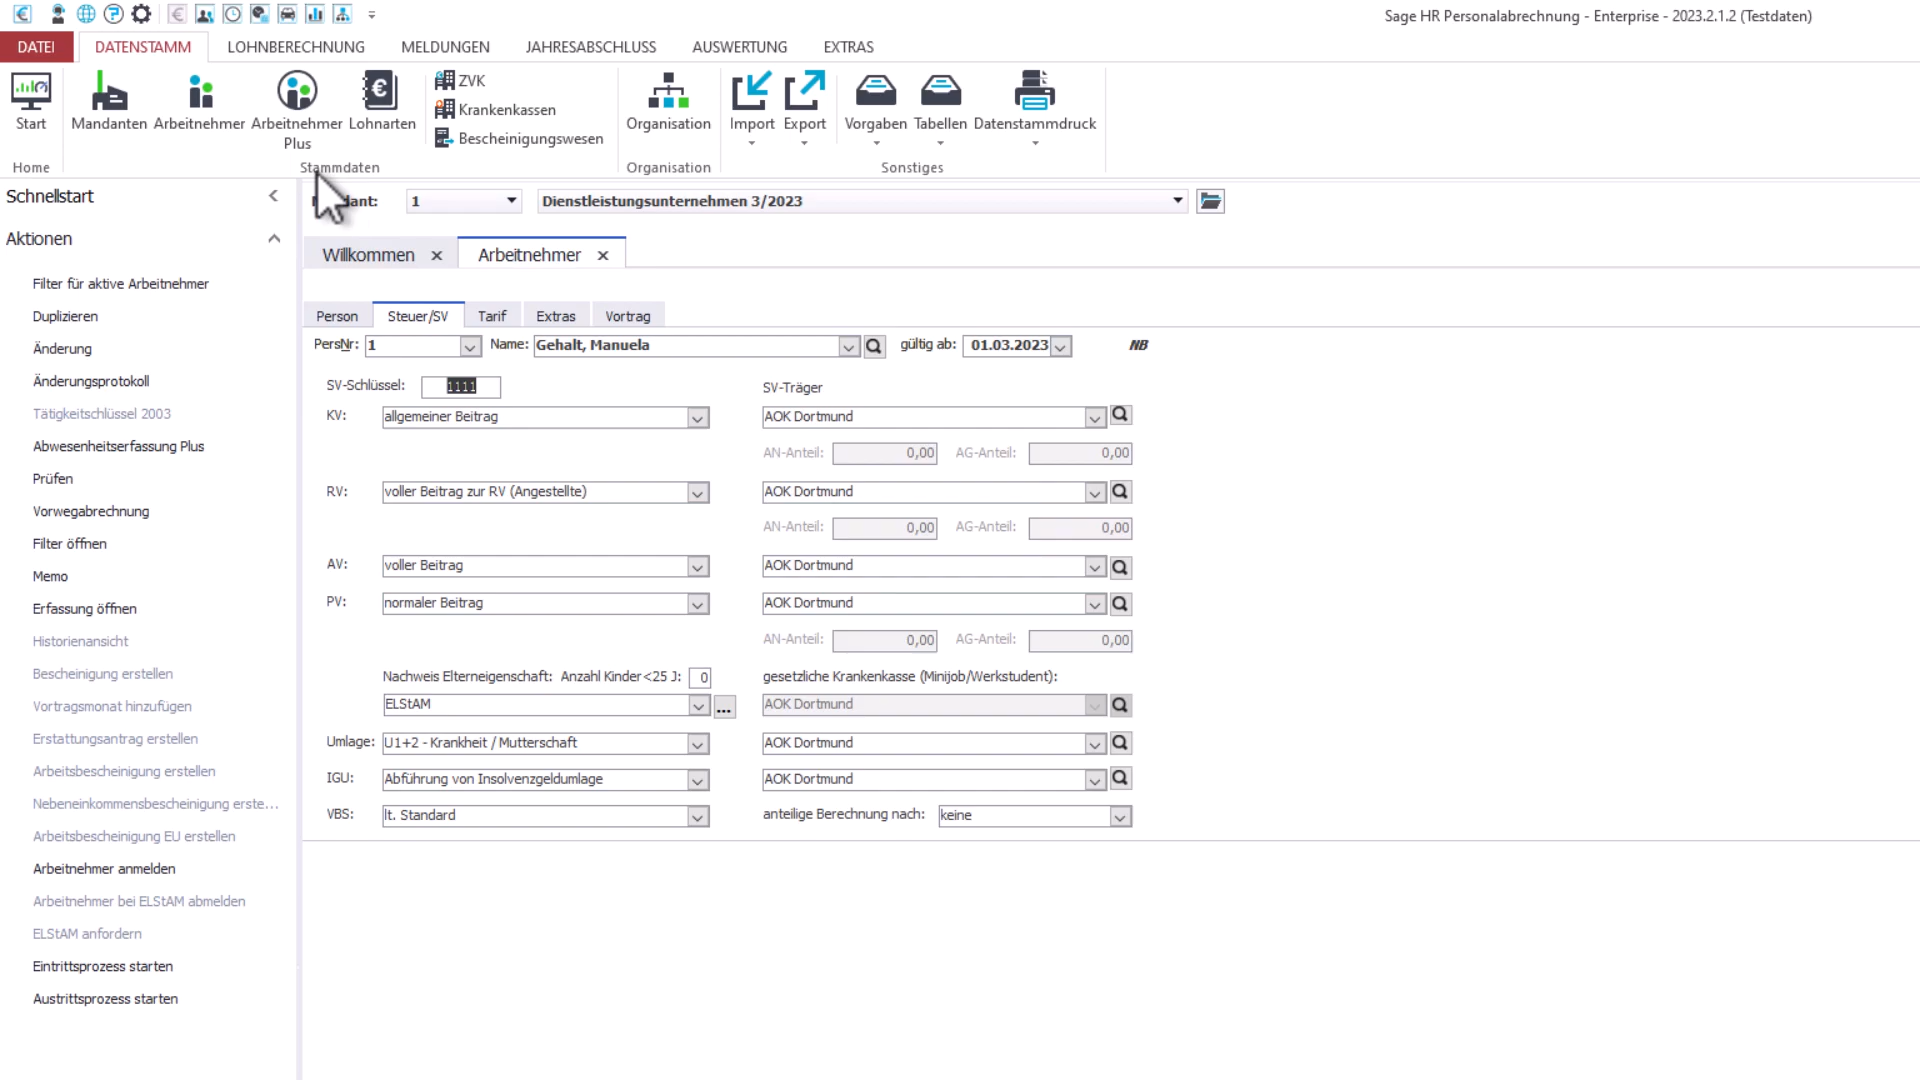 Sage HR Personalabrechnung - Enterprise - 2023.2.1.2 (Testdaten)
DATEI DATENSTAMM LOHNBERECHNUNG MELDUNGEN JAHRESABSCHLUSS AUSWERTUNG EXTRAS
Start Mandanten Arbeitnehmer Arbeitnehmer Plus Lohnarten
ZVK
Krankenkassen
Bescheinigungswesen
Organisation Import Export Vorgaben Tabellen Datenstammdruck
Home Stammdaten Organisation Sonstiges
Schnellstart
Aktionen
Filter für aktive Arbeitnehmer
Duplizieren
Änderung
Änderungsprotokoll
Tätigkeitschlüssel 2003
Abwesenheitserfassung Plus
Prüfen
Vorwegabrechnung
Filter öffnen
Memo
Erfassung öffnen
Historienansicht
Bescheinigung erstellen
Vortragsmonat hinzufügen
Erstattungsantrag erstellen
Arbeitsbescheinigung erstellen
Nebeneinkommensbescheinigung erste...
Arbeitsbescheinigung EU erstellen
Arbeitnehmer anmelden
Arbeitnehmer bei ELStAM abmelden
ELStAM anfordern
Eintrittsprozess starten
Austrittsprozess starten
1 Dienstleistungsunternehmen 3/2023
Willkommen Arbeitnehmer
Person Steuer/SV Tarif Extras Vortrag
PersNr: 1 Name: Gehalt, Manuela gültig ab: 01.03.2023 NB
SV-Schlüssel: 1111 SV-Träger
KV: allgemeiner Beitrag AOK Dortmund
AN-Anteil: 0,00 AG-Anteil: 0,00
RV: voller Beitrag zur RV (Angestellte) AOK Dortmund
AN-Anteil: 0,00 AG-Anteil: 0,00
AV: voller Beitrag AOK Dortmund
PV: normaler Beitrag AOK Dortmund
AN-Anteil: 0,00 AG-Anteil: 0,00
Nachweis Elterneigenschaft: Anzahl Kinder<25 J: 0 gesetzliche Krankenkasse (Minijob/Werkstudent):
ELStAM ... AOK Dortmund
Umlage: U1+2 - Krankheit / Mutterschaft AOK Dortmund
IGU: Abführung von Insolvenzgeldumlage AOK Dortmund
VBS: lt. Standard anteilige Berechnung nach: keine